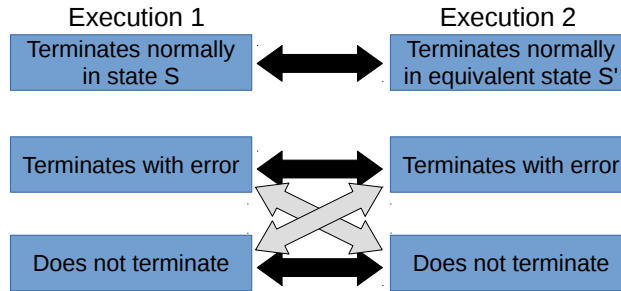 Execution 1
Execution 2
Terminates normally
in state S
Terminates normally
in equivalent state S'
Terminates with error
Terminates with error
Does not terminate
Does not terminate